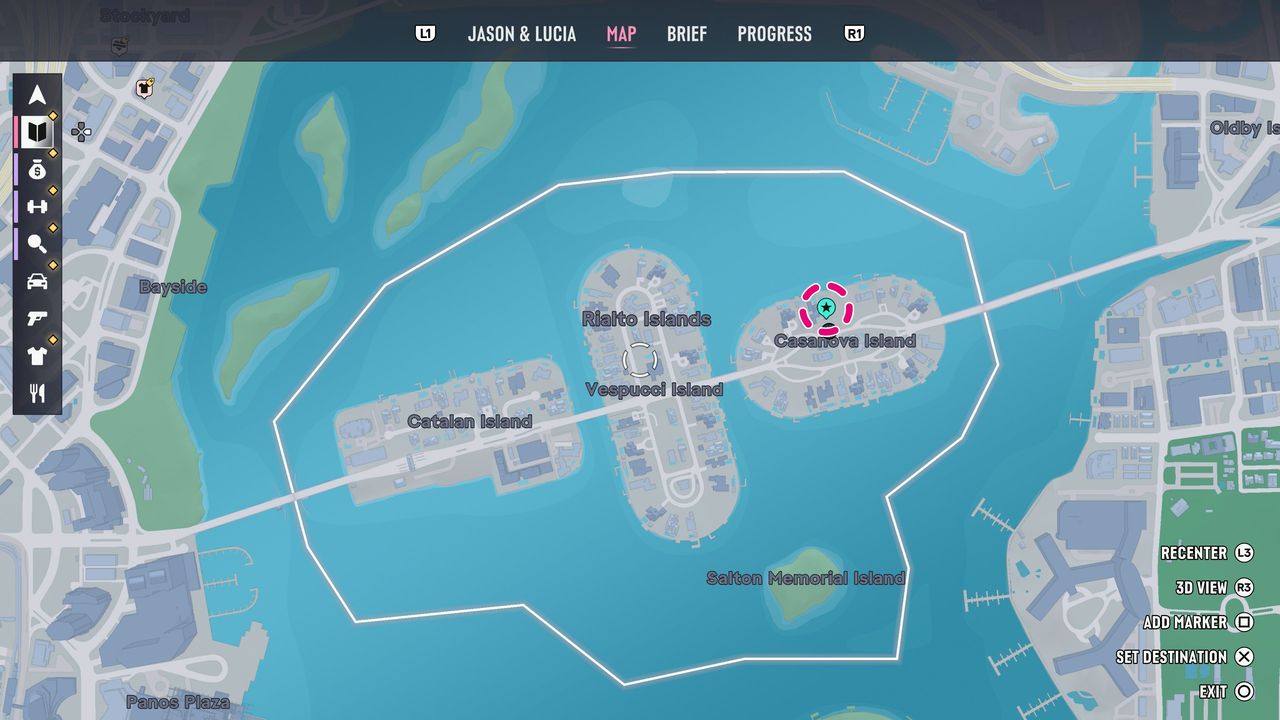 Stockyard
L1 JASON & LUCIA MAP BRIEF PROGRESS R1
Oldby Is
Bayside
Rialto Islands
Casanova Island
Vespucci Island
Catalan Island
RECENTER L3
Salton Memorial Island
3D VIEW R3
ADD MARKER
SET DESTINATION
EXIT
Panos Plaza